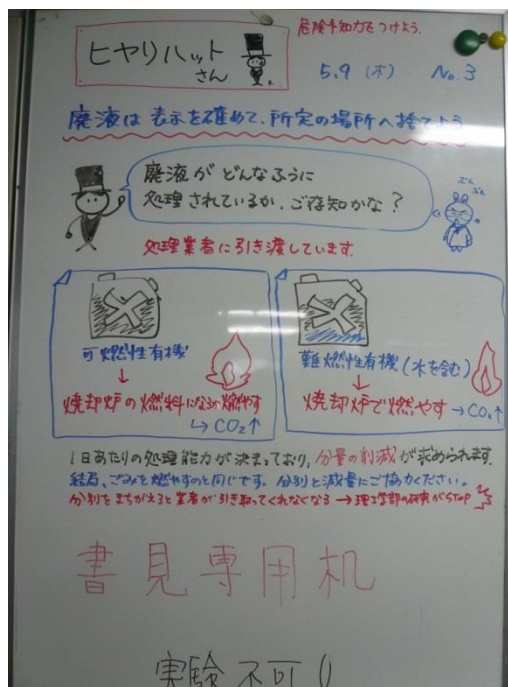 危険予知力をつけよう.
ヒヤリハットさん
5.9 (木) No.3
廃液は 表示を確めて、所定の場所へ捨てよう
廃液が どんなふうに
処理されているか、ご存知かな？
ぷんぷん
処理業者に引き渡しています.
可燃性有機
↓
焼却炉の燃料になるか燃やす
↳ CO₂↑
難燃性有機 (水を含む)
↓
焼却炉で燃やす → CO₂↑
1日あたりの処理能力が決まっており, 分量の削減が求められます.
結局、ごみを燃やすのと同じです。分別と減量にご協力ください。
分別をまちがえると業者が引き取ってくれなくなる → 理工学部の研究がSTOP
書見専用机
実験不可!!